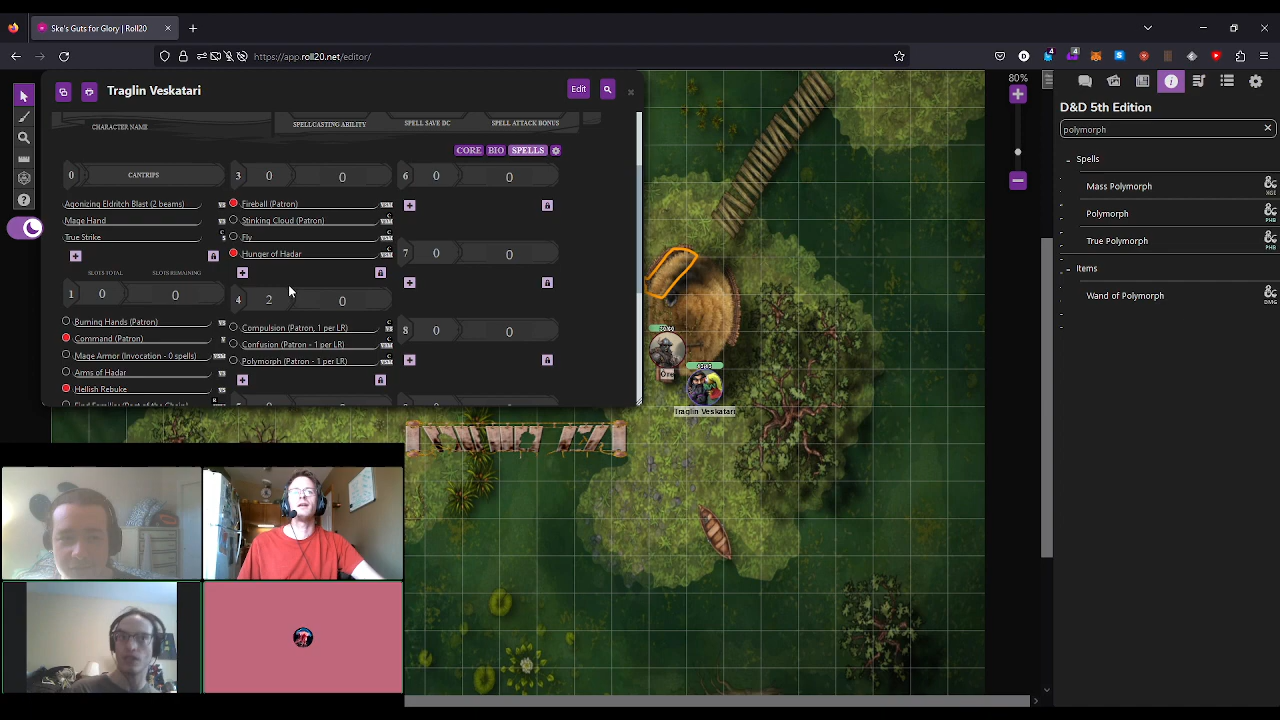 Ske's Guts for Glory | Roll20
https://app.roll20.net/editor/
Traglin Veskatari
Edit
CHARACTER NAME
SPELLCASTING ABILITY
SPELL SAVE DC
SPELL ATTACK BONUS
CORE BIO SPELLS
0 CANTRIPS
Agonizing Eldritch Blast (2 beams)
Mage Hand
True Strike
SLOTS TOTAL SLOTS REMAINING
1 0 0
Burning Hands (Patron)
Command (Patron)
Mage Armor (Invocation - 0 spells)
Arms of Hadar
Hellish Rebuke
3 0 0
Fireball (Patron)
Stinking Cloud (Patron)
Fly
Hunger of Hadar
4 2 0
Compulsion (Patron, 1 per LR)
Confusion (Patron - 1 per LR)
Polymorph (Patron - 1 per LR)
6 0 0
7 0 0
8 0 0
Traglin Veskatari
80%
D&D 5th Edition
polymorph
Spells
Mass Polymorph
Polymorph
PHB
True Polymorph
PHB
Items
Wand of Polymorph
DMG